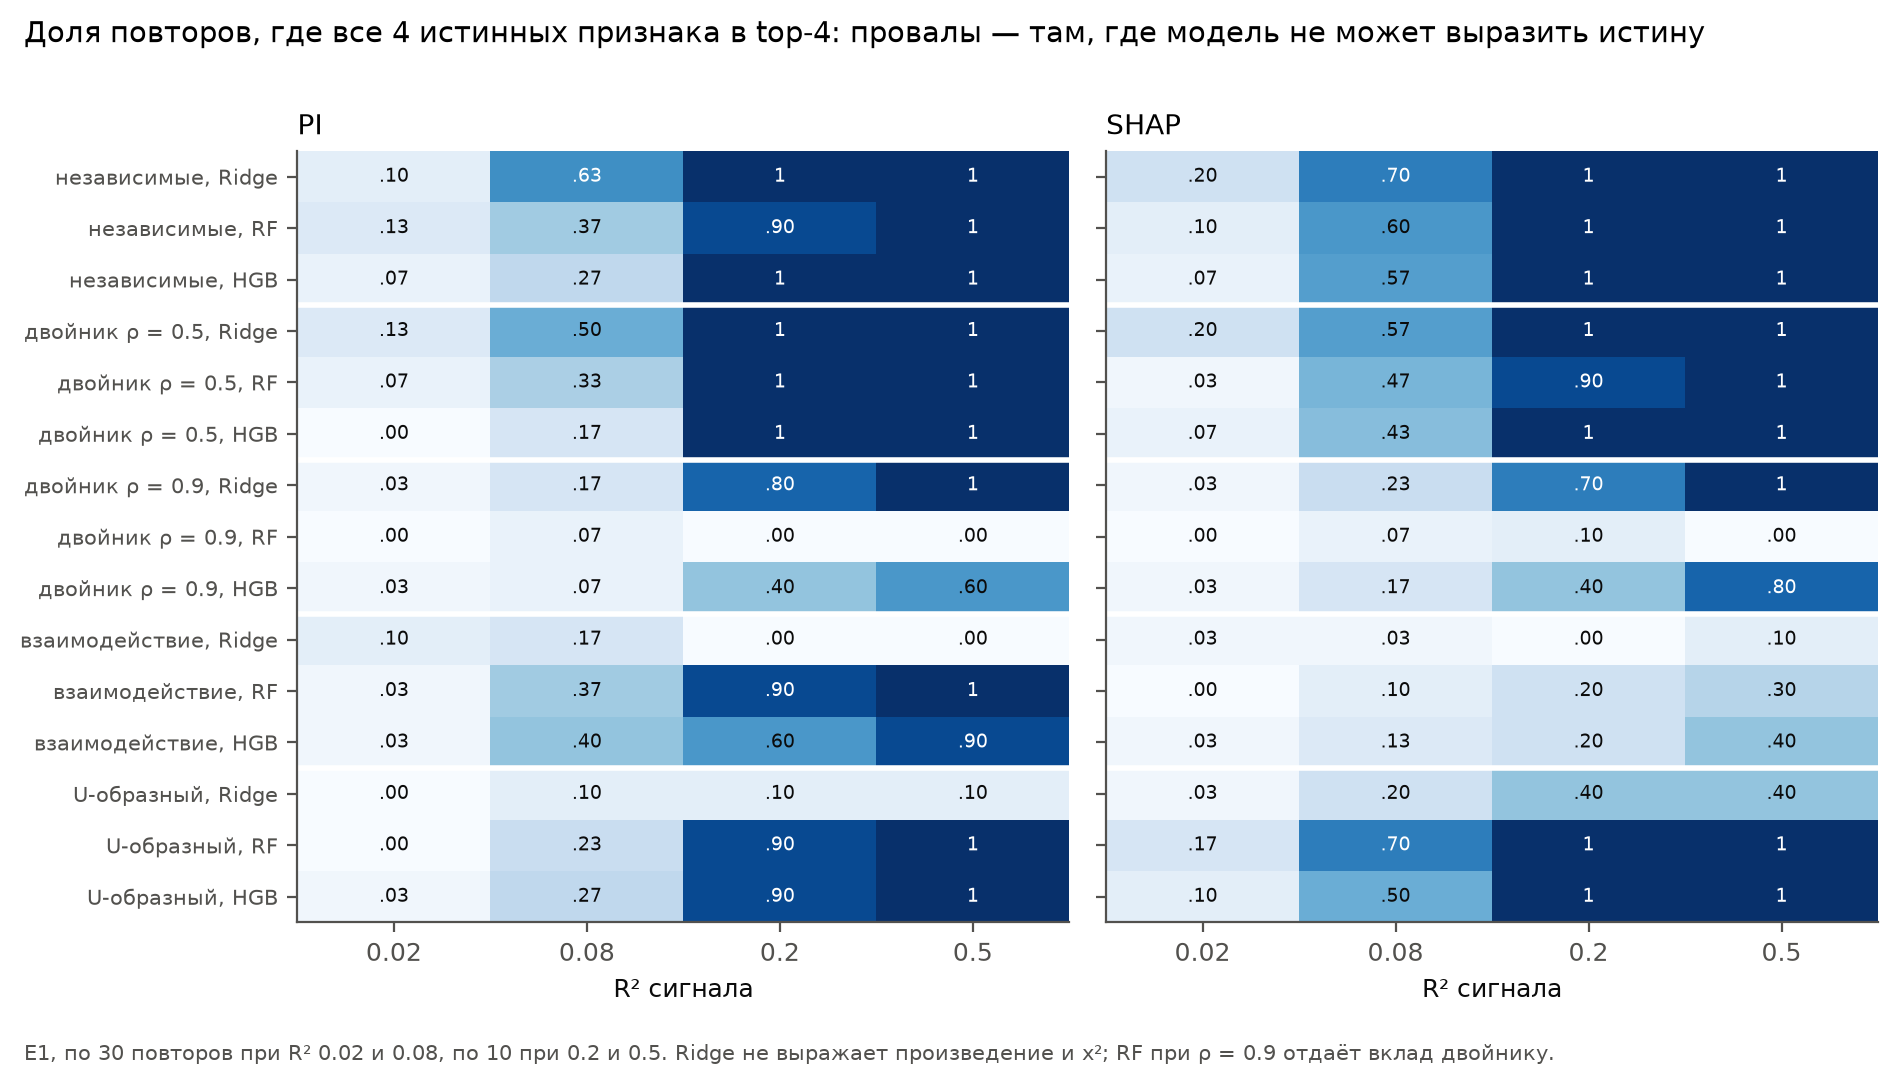 Доля повторов, где все 4 истинных признака в top-4: провалы — там, где модель не может выразить истину
PI
SHAP
независимые, Ridge .10 .63 1 1 .20 .70 1 1
независимые, RF .13 .37 .90 1 .10 .60 1 1
независимые, HGB .07 .27 1 1 .07 .57 1 1
двойник ρ = 0.5, Ridge .13 .50 1 1 .20 .57 1 1
двойник ρ = 0.5, RF .07 .33 1 1 .03 .47 .90 1
двойник ρ = 0.5, HGB .00 .17 1 1 .07 .43 1 1
двойник ρ = 0.9, Ridge .03 .17 .80 1 .03 .23 .70 1
двойник ρ = 0.9, RF .00 .07 .00 .00 .00 .07 .10 .00
двойник ρ = 0.9, HGB .03 .07 .40 .60 .03 .17 .40 .80
взаимодействие, Ridge .10 .17 .00 .00 .03 .03 .00 .10
взаимодействие, RF .03 .37 .90 1 .00 .10 .20 .30
взаимодействие, HGB .03 .40 .60 .90 .03 .13 .20 .40
U-образный, Ridge .00 .10 .10 .10 .03 .20 .40 .40
U-образный, RF .00 .23 .90 1 .17 .70 1 1
U-образный, HGB .03 .27 .90 1 .10 .50 1 1
0.02 0.08 0.2 0.5 0.02 0.08 0.2 0.5
R² сигнала
R² сигнала
E1, по 30 повторов при R² 0.02 и 0.08, по 10 при 0.2 и 0.5. Ridge не выражает произведение и x²; RF при ρ = 0.9 отдаёт вклад двойнику.